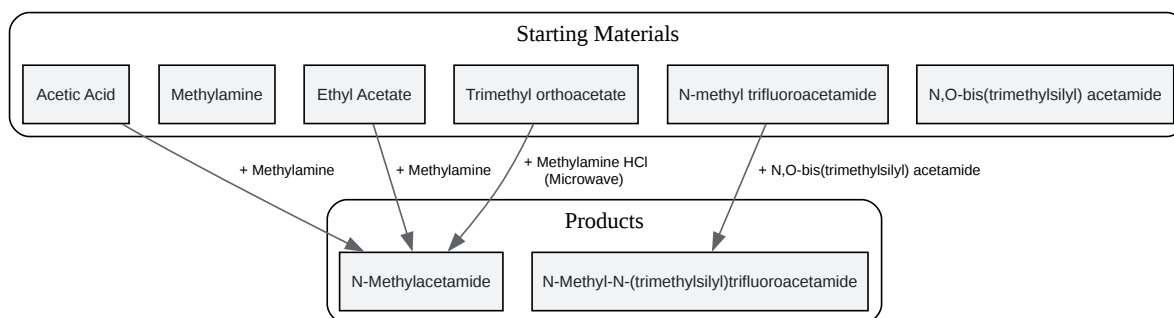 Starting Materials
Acetic Acid
Methylamine
Ethyl Acetate
Trimethyl orthoacetate
N-methyl trifluoroacetamide
N,O-bis(trimethylsilyl) acetamide
+ Methylamine
+ Methylamine
+ Methylamine HCl
(Microwave)
+ N,O-bis(trimethylsilyl) acetamide
Products
N-Methylacetamide
N-Methyl-N-(trimethylsilyl)trifluoroacetamide